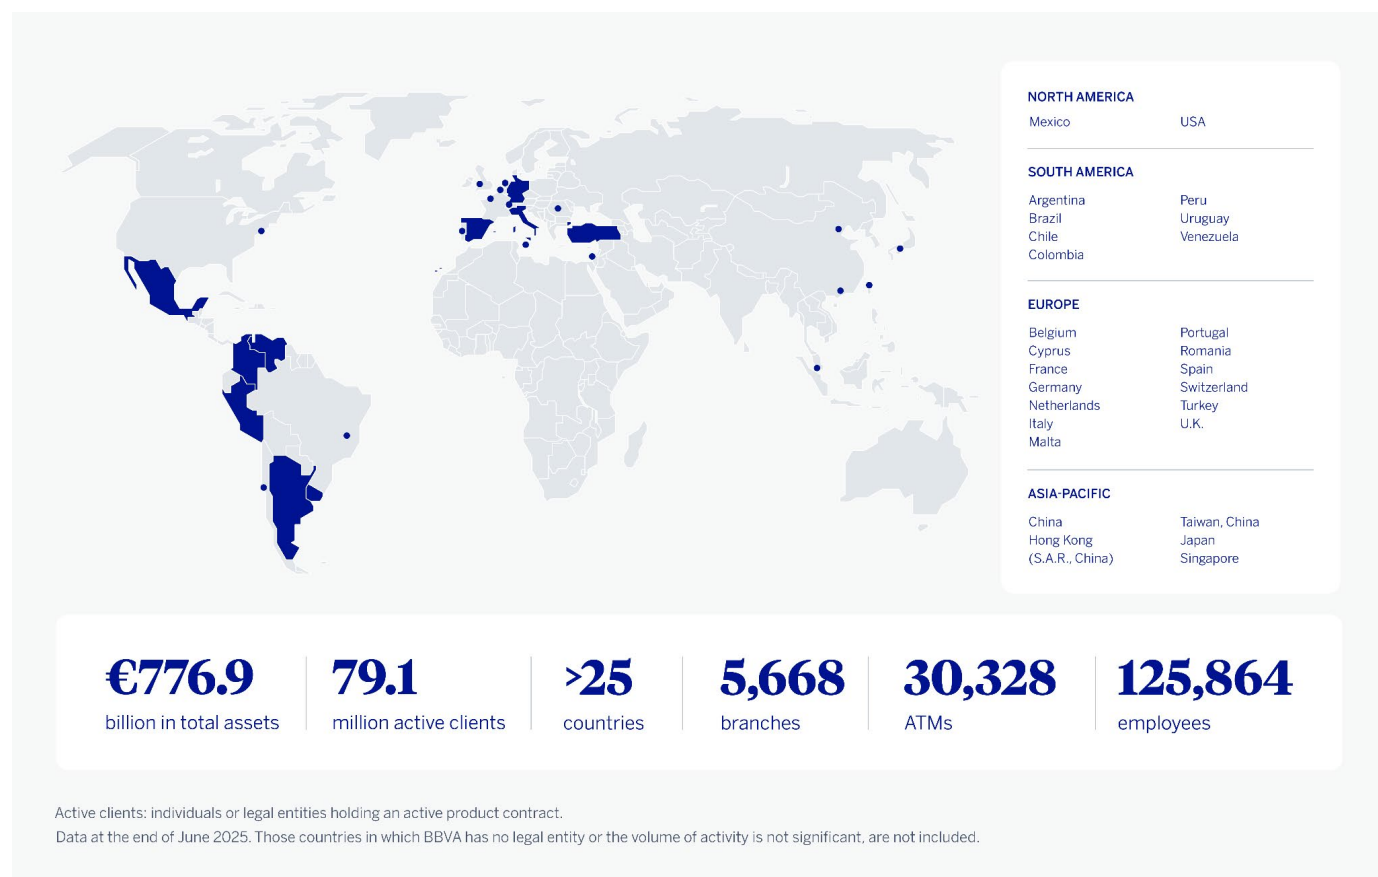 NORTH AMERICA
Mexico USA
SOUTH AMERICA
Argentina Peru
Brazil Uruguay
Chile Venezuela
Colombia
EUROPE
Belgium Portugal
Cyprus Romania
France Spain
Germany Switzerland
Netherlands Turkey
Italy U.K.
Malta
ASIA-PACIFIC
China Taiwan, China
Hong Kong Japan
(S.A.R., China) Singapore
€776.9 79.1 >25 5,668 30,328 125,864
billion in total assets million active clients countries branches ATMs employees
Active clients: individuals or legal entities holding an active product contract.
Data at the end of June 2025. Those countries in which BBVA has no legal entity or the volume of activity is not significant, are not included.